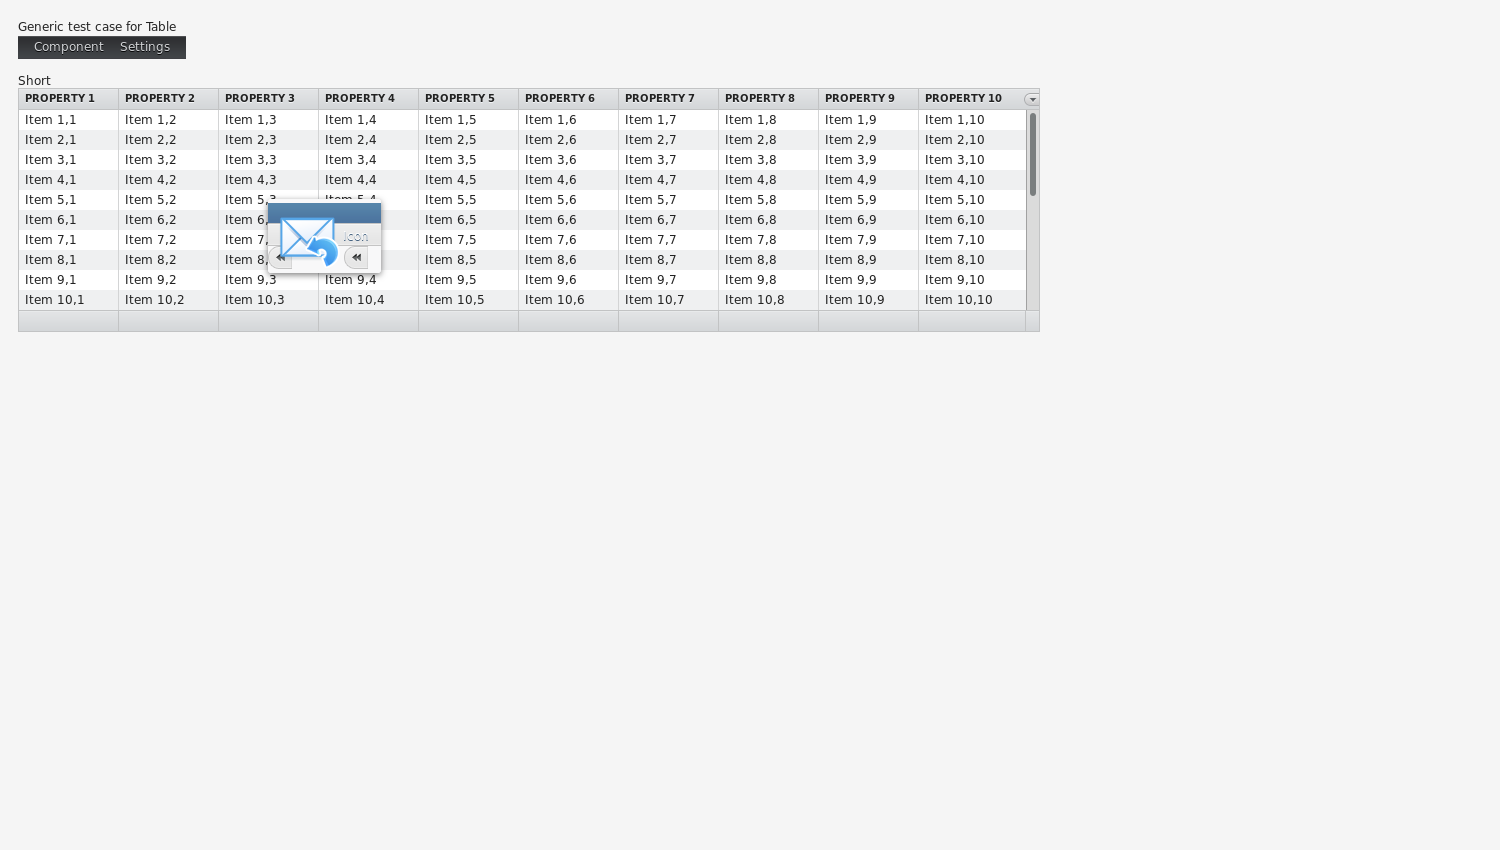 Generic test case for Table
Component Settings
Short
PROPERTY 1 PROPERTY 2 PROPERTY 3 PROPERTY 4 PROPERTY 5 PROPERTY 6 PROPERTY 7 PROPERTY 8 PROPERTY 9 PROPERTY 10
Item 1,1 Item 1,2 Item 1,3 Item 1,4 Item 1,5 Item 1,6 Item 1,7 Item 1,8 Item 1,9 Item 1,10
Item 2,1 Item 2,2 Item 2,3 Item 2,4 Item 2,5 Item 2,6 Item 2,7 Item 2,8 Item 2,9 Item 2,10
Item 3,1 Item 3,2 Item 3,3 Item 3,4 Item 3,5 Item 3,6 Item 3,7 Item 3,8 Item 3,9 Item 3,10
Item 4,1 Item 4,2 Item 4,3 Item 4,4 Item 4,5 Item 4,6 Item 4,7 Item 4,8 Item 4,9 Item 4,10
Item 5,1 Item 5,2 Item 5,3 Item 5,4 Item 5,5 Item 5,6 Item 5,7 Item 5,8 Item 5,9 Item 5,10
Item 6,1 Item 6,2 Item 6, Item 6,5 Item 6,6 Item 6,7 Item 6,8 Item 6,9 Item 6,10
icon
Item 7,1 Item 7,2 Item 7, Item 7,5 Item 7,6 Item 7,7 Item 7,8 Item 7,9 Item 7,10
Item 8,1 Item 8,2 Item 8, Item 8,5 Item 8,6 Item 8,7 Item 8,8 Item 8,9 Item 8,10
Item 9,1 Item 9,2 Item 9,3 Item 9,4 Item 9,5 Item 9,6 Item 9,7 Item 9,8 Item 9,9 Item 9,10
Item 10,1 Item 10,2 Item 10,3 Item 10,4 Item 10,5 Item 10,6 Item 10,7 Item 10,8 Item 10,9 Item 10,10